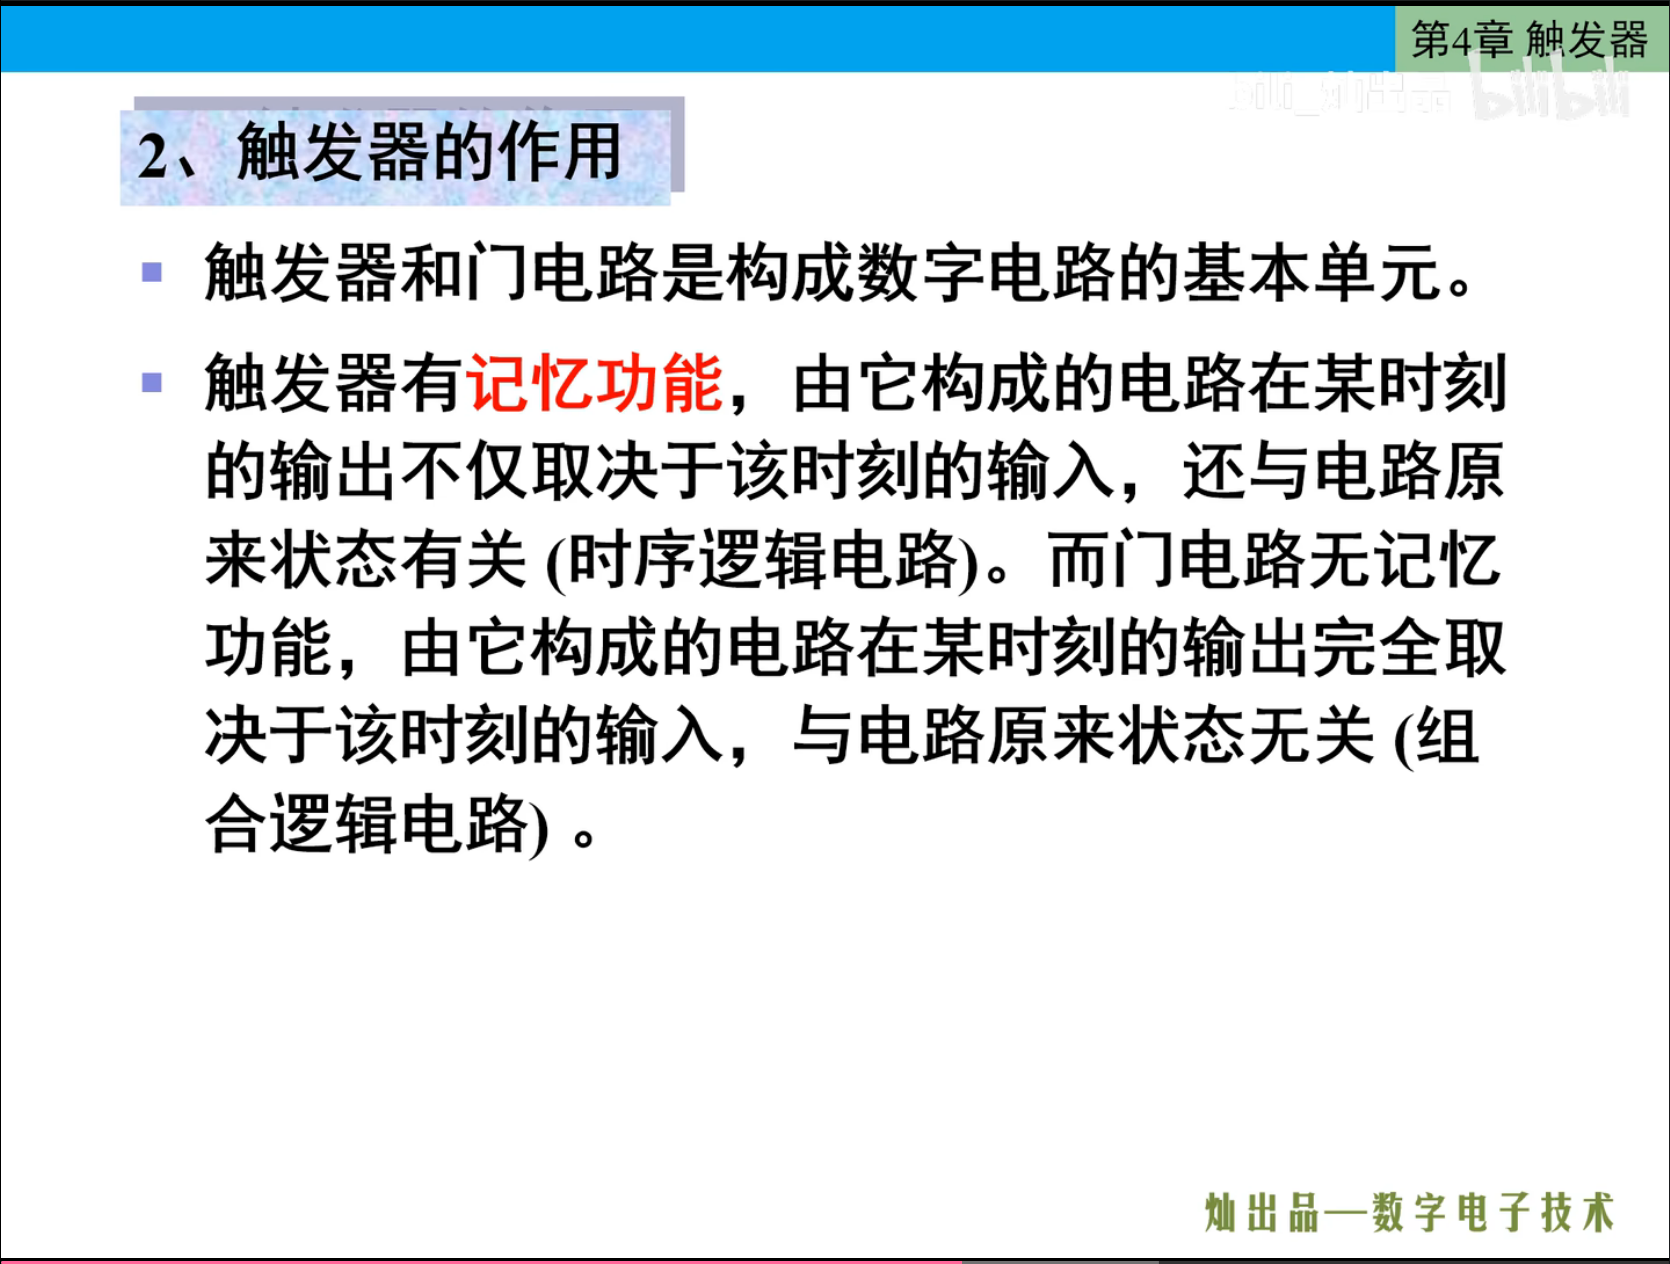 第4章 触发器
bilibili
2、触发器的作用
触发器和门电路是构成数字电路的基本单元。
触发器有记忆功能，由它构成的电路在某时刻
的输出不仅取决于该时刻的输入，还与电路原
来状态有关 (时序逻辑电路)。而门电路无记忆
功能，由它构成的电路在某时刻的输出完全取
决于该时刻的输入，与电路原来状态无关 (组
合逻辑电路) 。
灿出品—数字电子技术